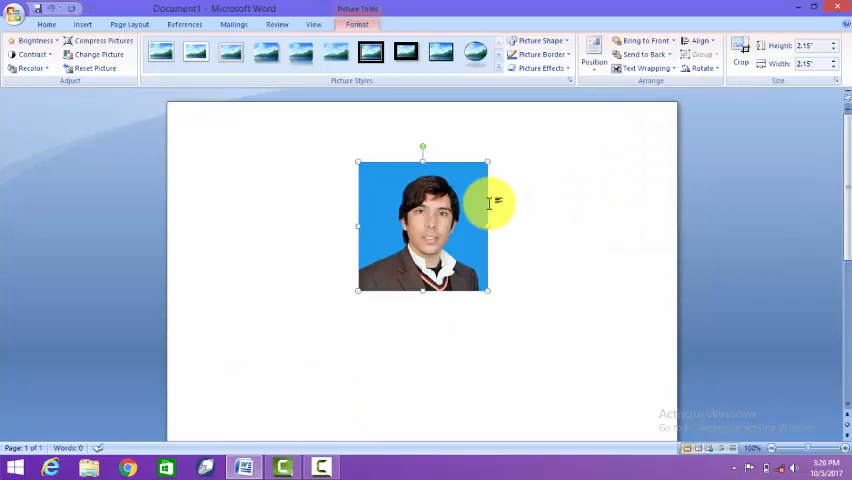 Document1 - Microsoft Word
Picture Tools
Home Insert Page Layout References Mailings Review View Format
Brightness Compress Pictures Picture Shape Bring to Front Align Height: 2.15"
Contrast Change Picture Picture Border Send to Back Group Width: 2.15"
Recolor Reset Picture Picture Effects Position Text Wrapping Rotate Crop
Adjust Picture Styles Arrange Size
Activate Windows
Page: 1 of 1 Words: 0 100%
3:26 PM
10/5/2017